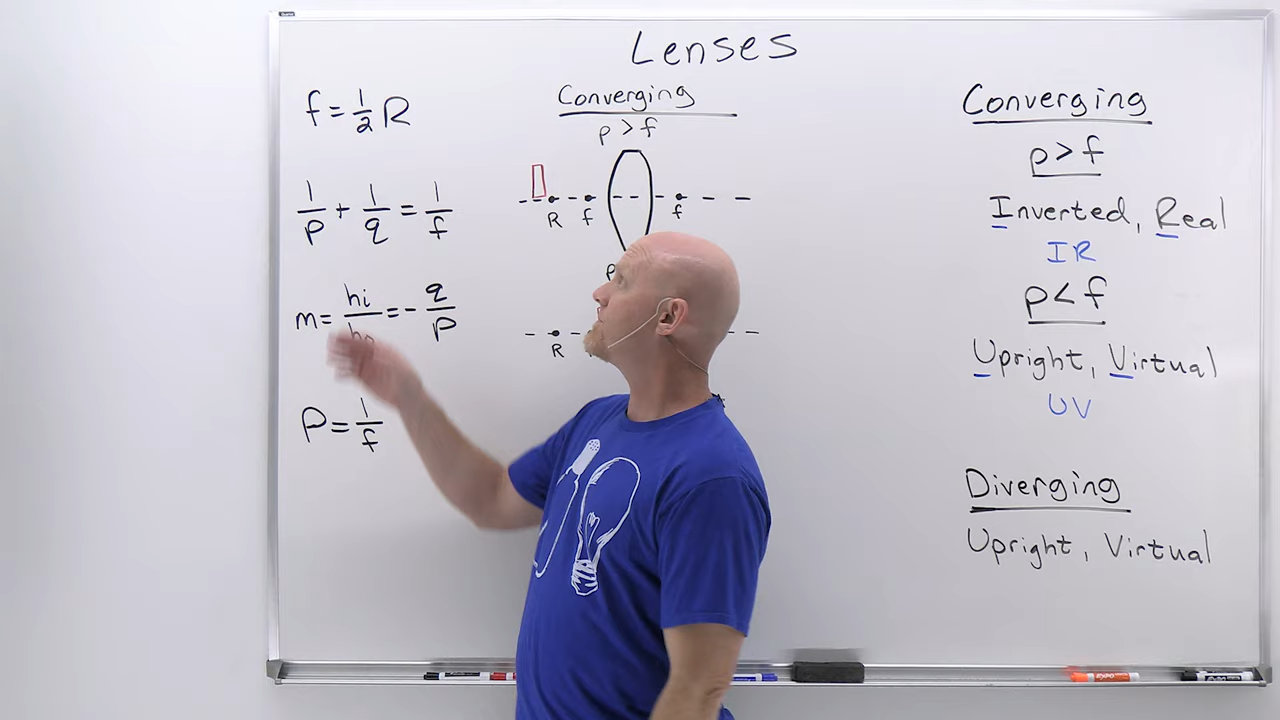 Lenses
f = 1/2 R
1/p + 1/q = 1/f
m = hi/ho = - q/p
P = 1/f
Converging
p > f
R f f
R
Converging
p > f
Inverted, Real
IR
p < f
Upright, Virtual
UV
Diverging
Upright, Virtual